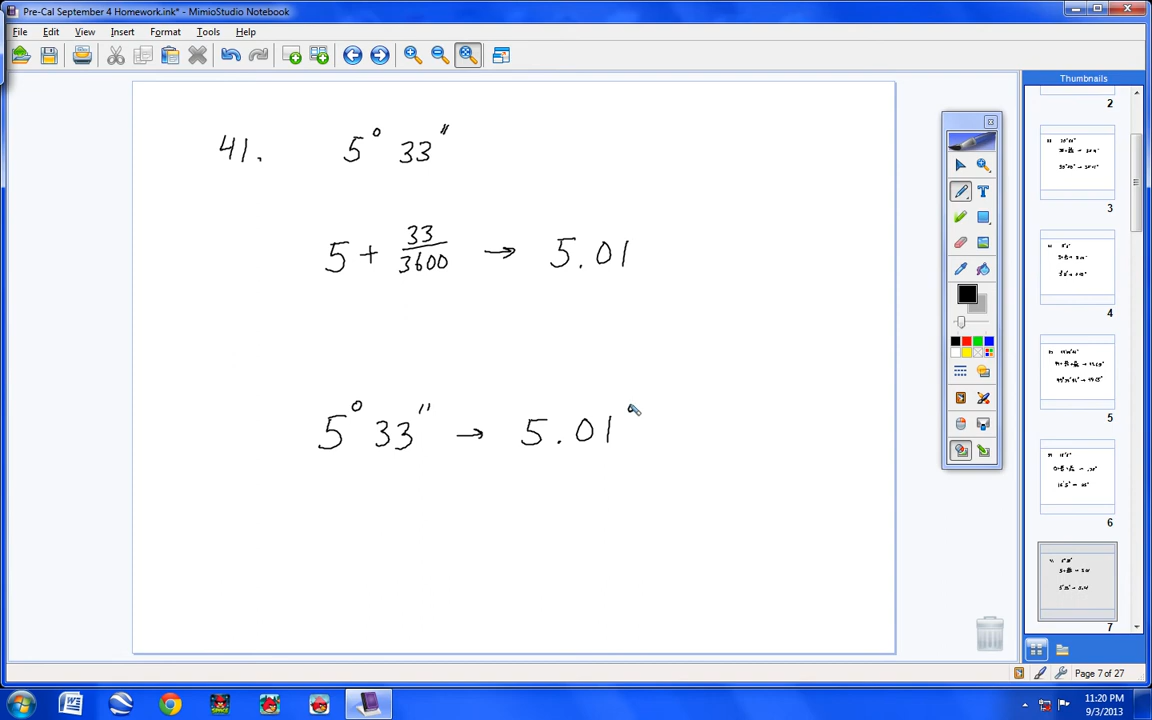 Pre-Cal September 4 Homework.ink* - MimioStudio Notebook
File Edit View Insert Format Tools Help
Thumbnails
2
3
4
5
6
7
41. 5° 33"
5 + 33/3600 → 5.01
5° 33" → 5.01°
Page 7 of 27
11:20 PM
9/3/2013